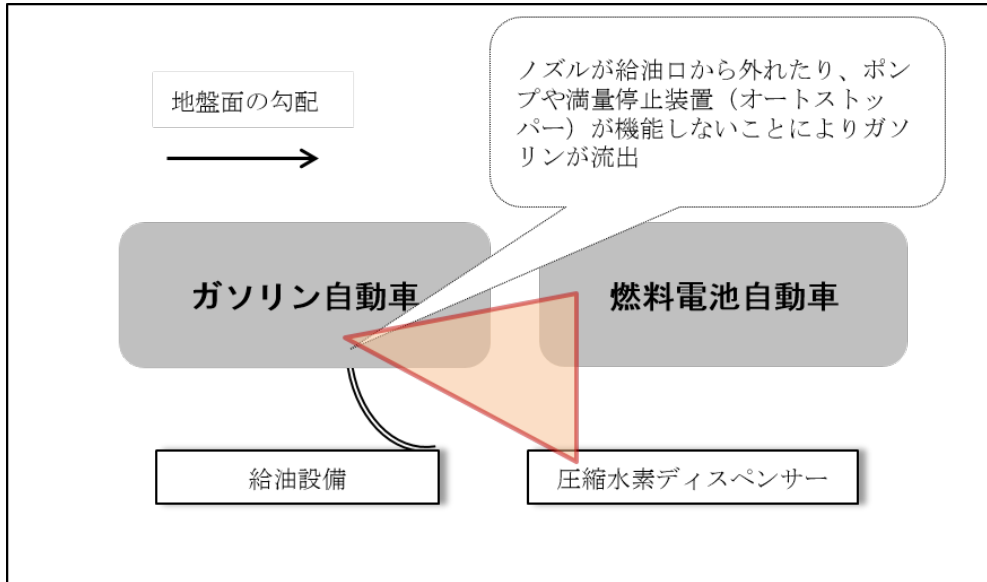 地盤面の勾配
ノズルが給油口から外れたり、ポン
プや満量停止装置（オートストッ
パー）が機能しないことによりガソ
リンが流出
ガソリン自動車
燃料電池自動車
給油設備
圧縮水素ディスペンサー